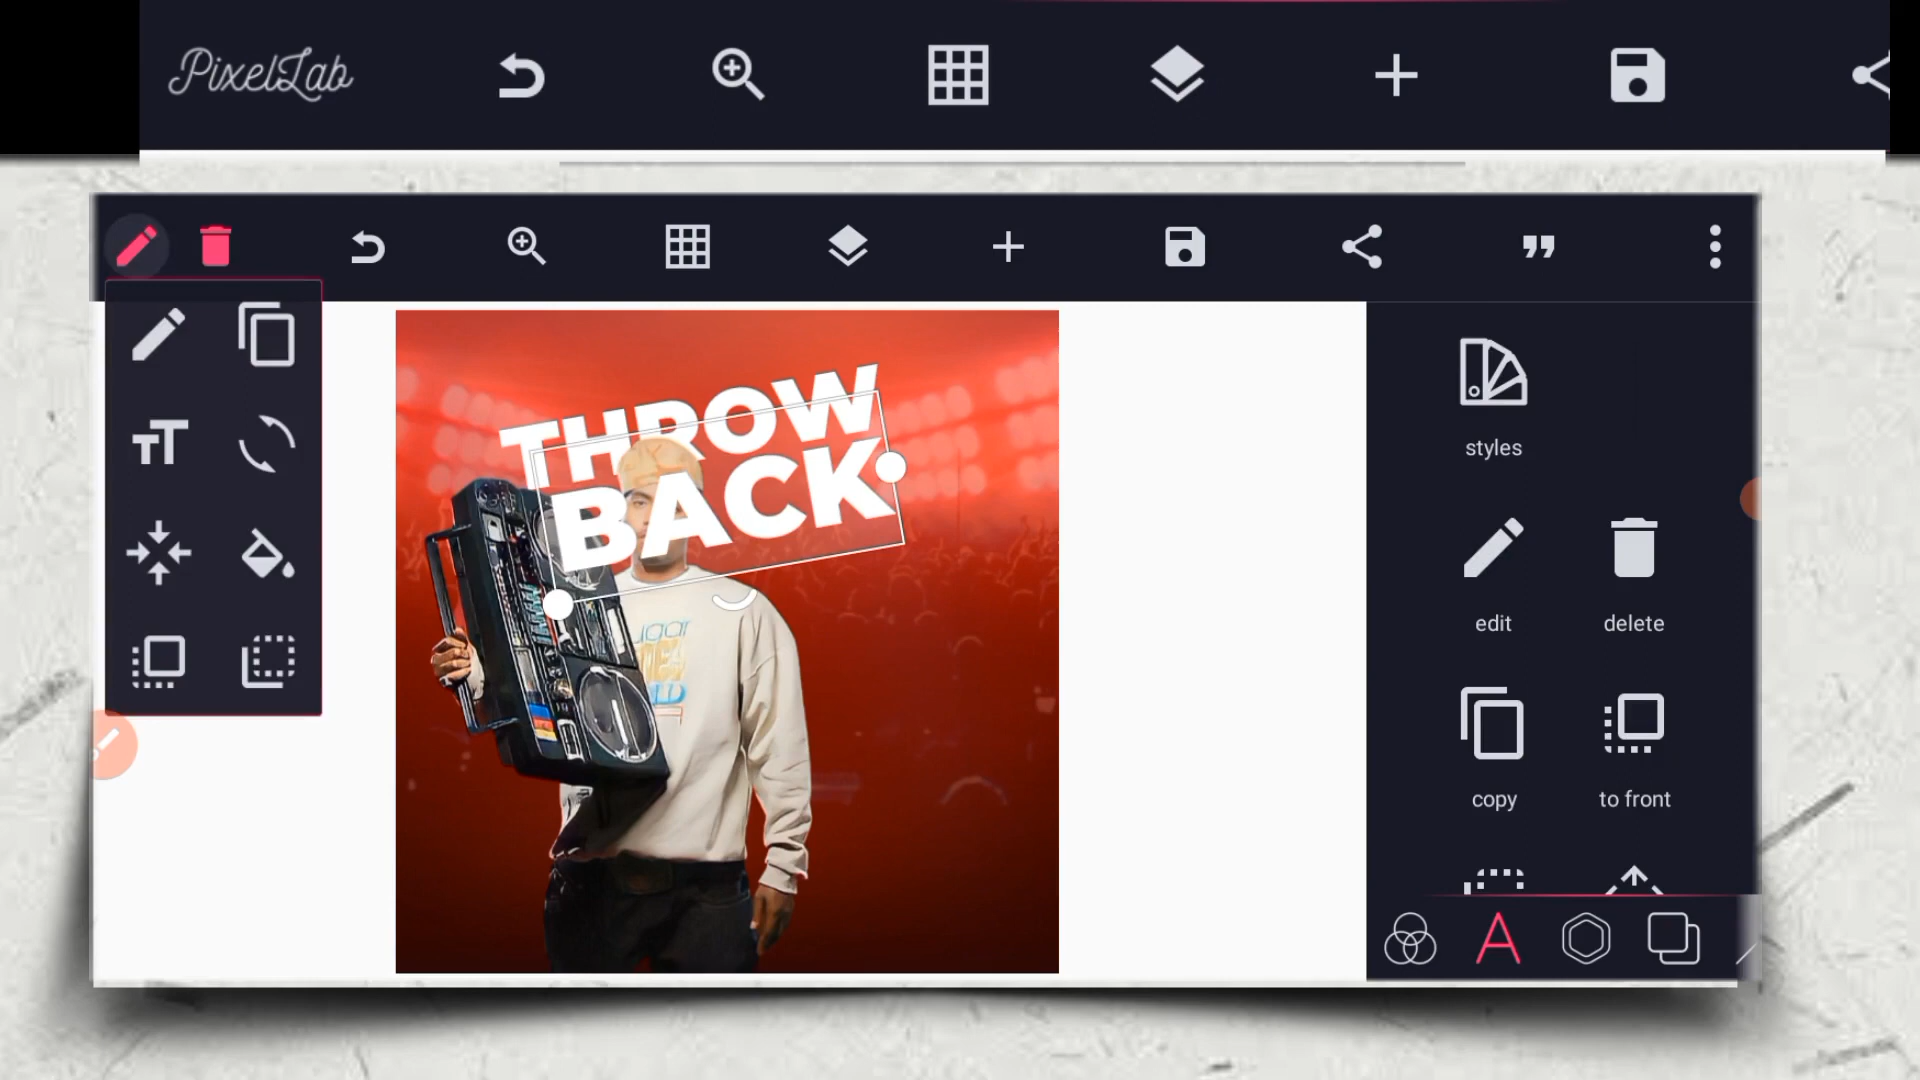 PixelLab
THROW
BACK
styles
edit
delete
copy
to front